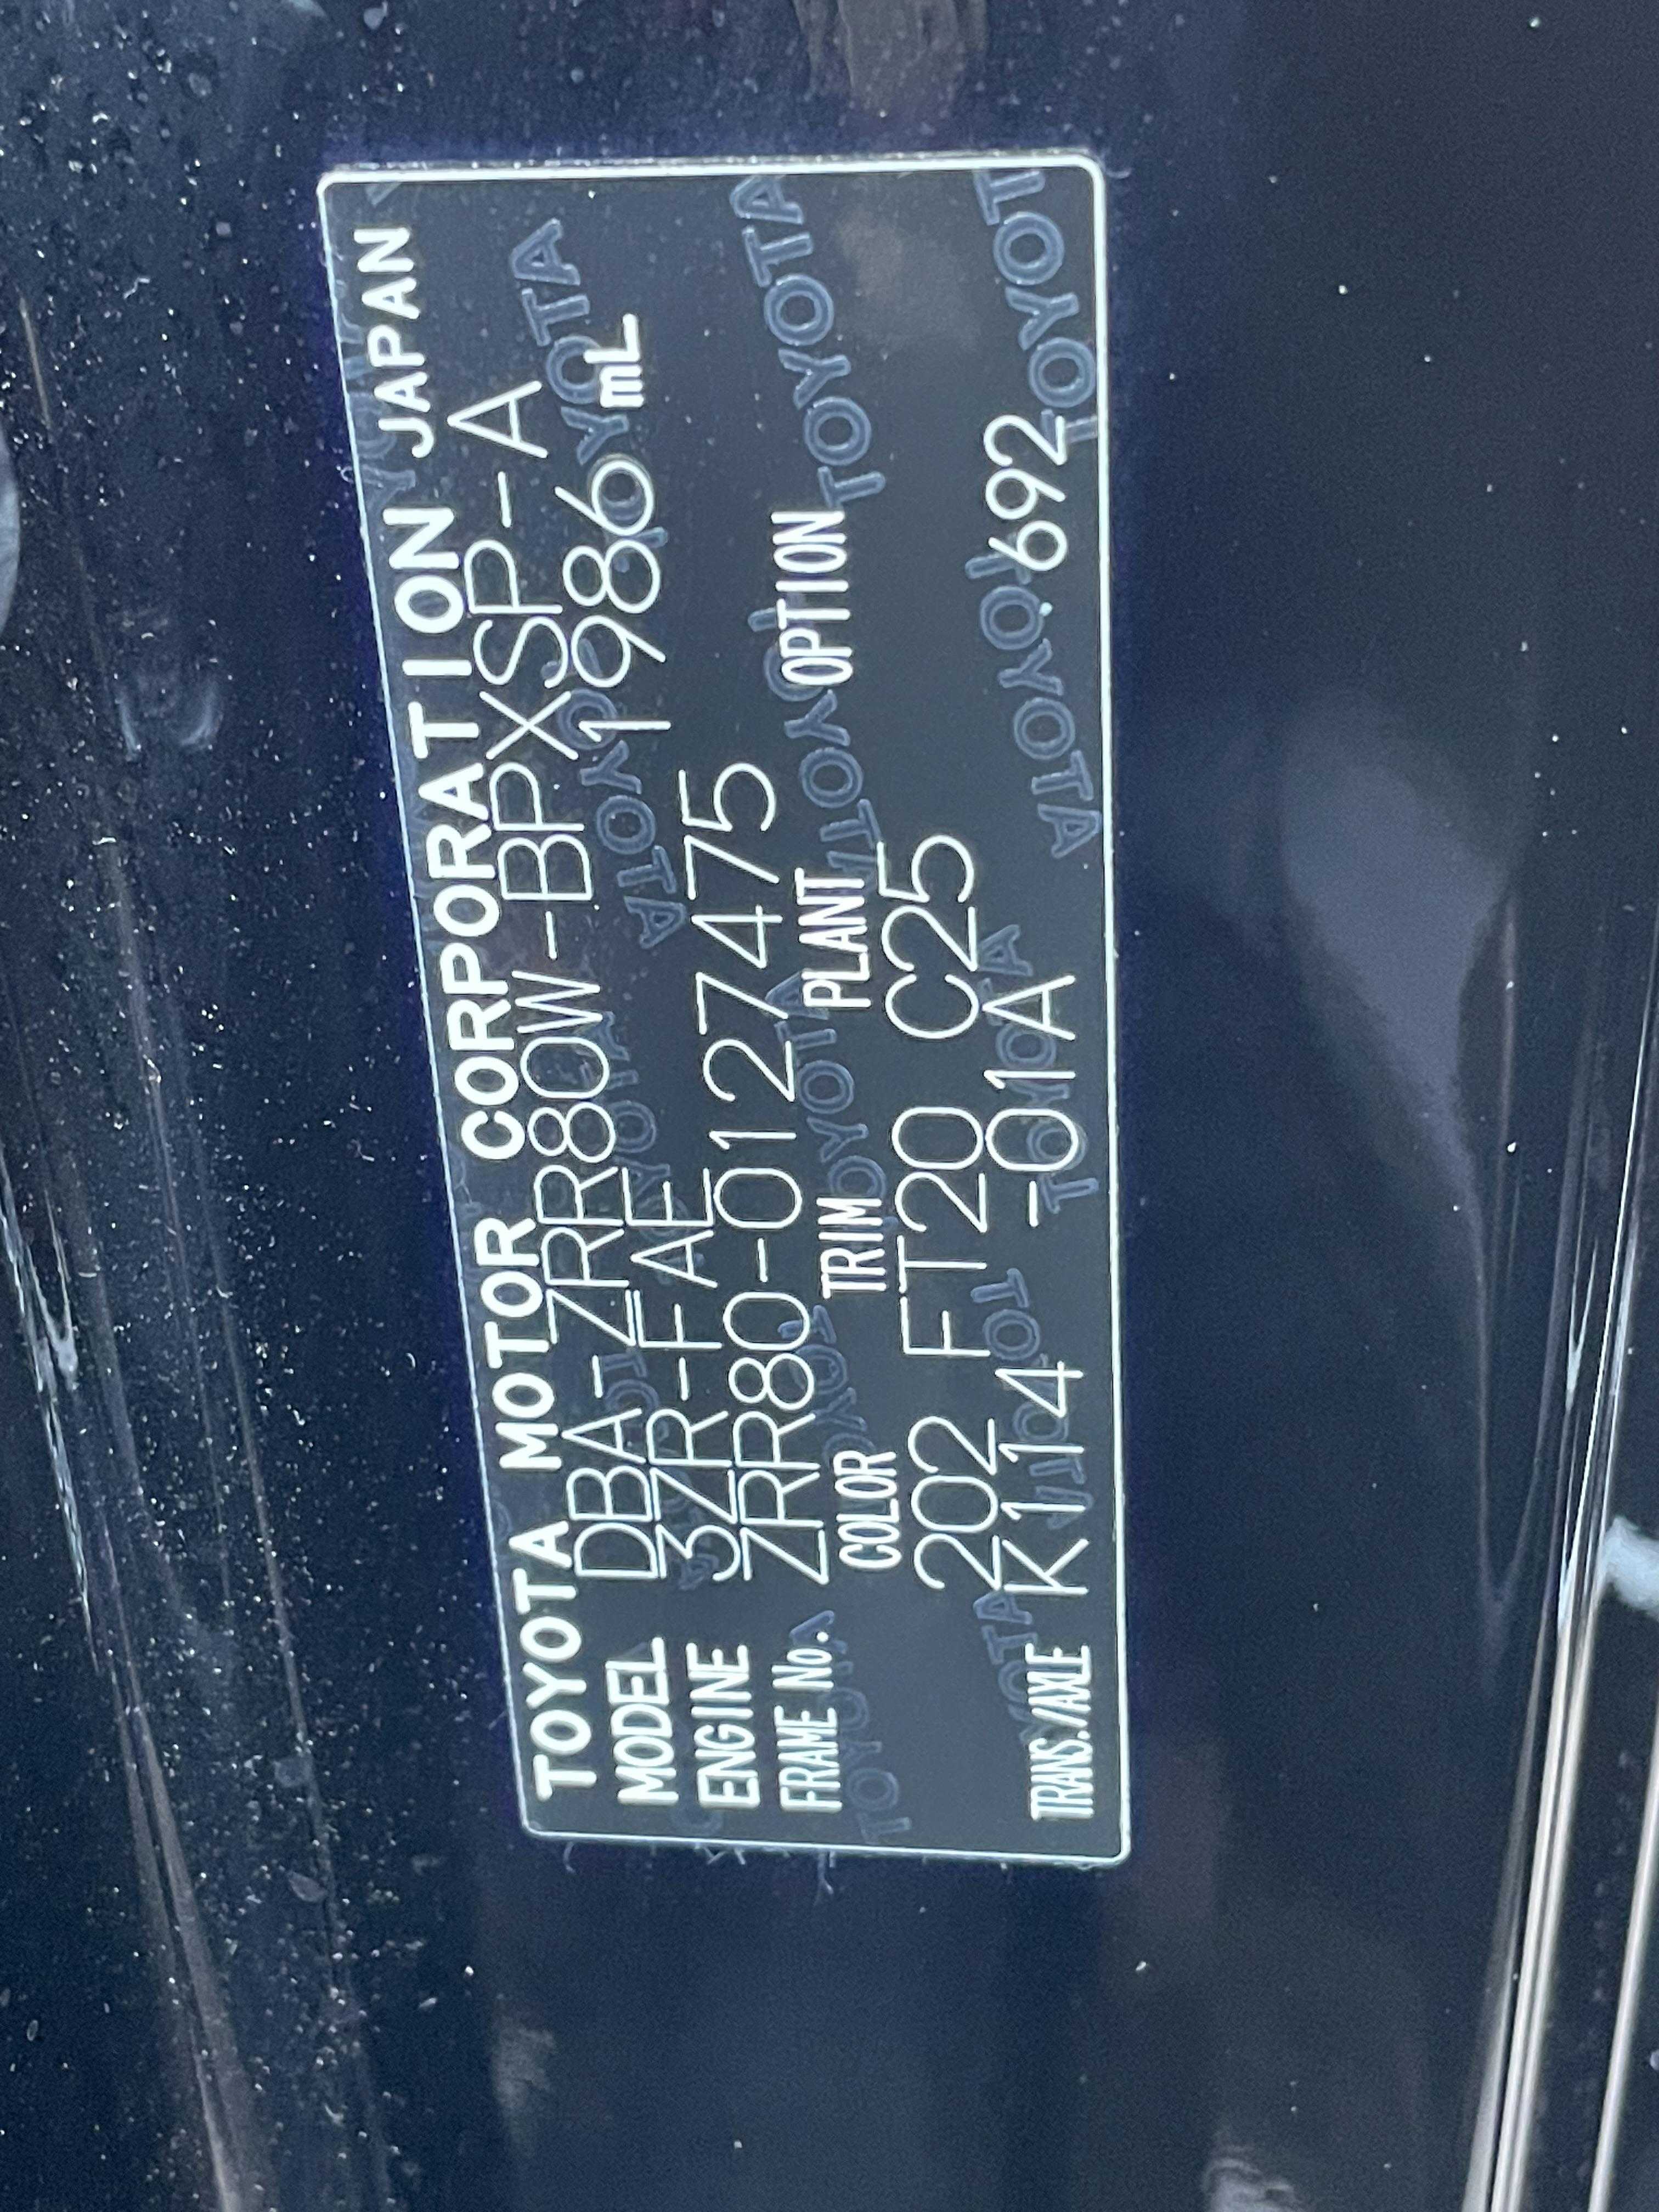 TOYOTA MOTOR CORPORATION JAPAN
MODEL DBA-ZRR80W-BPXSP-A
ENGINE 3ZR-FAE 1986 mL
FRAME No. ZRR80-0127475
COLOR TRIM PLANT OPTION
202 FT20 C25
TRANS./AXLE K114 -01A 692